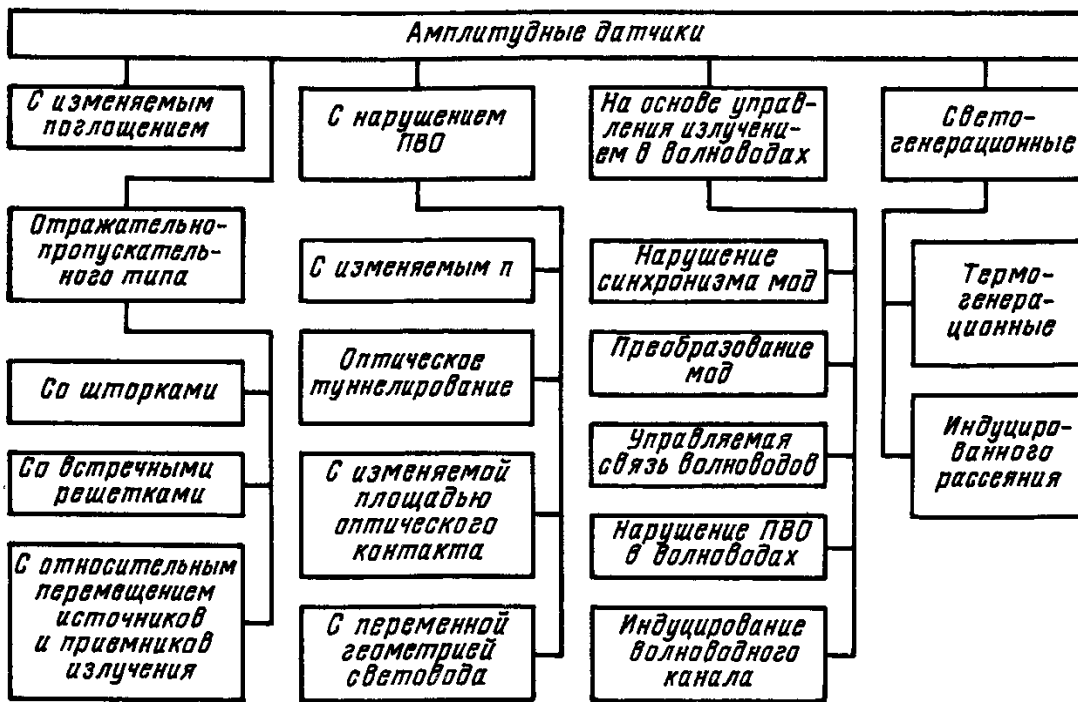 Амплитудные датчики
С изменяемым
поглощением
Отражательно-
пропускатель-
ного типа
Со шторками
Со встречными
решетками
С относительным
перемещением
источников
и приемников
излучения
С нарушением
ПВО
С изменяемым n
Оптическое
туннелирование
С изменяемой
площадью
оптического
контакта
С переменной
геометрией
световода
На основе управ-
ления излучени-
ем в волноводах
Нарушение
синхронизма мод
Преобразование
мод
Управляемая
связь волноводов
Нарушение ПВО
в волноводах
Индуцирование
волноводного
канала
Свето-
генерационные
Термо-
генера-
ционные
Индуциро-
ванного
рассеяния